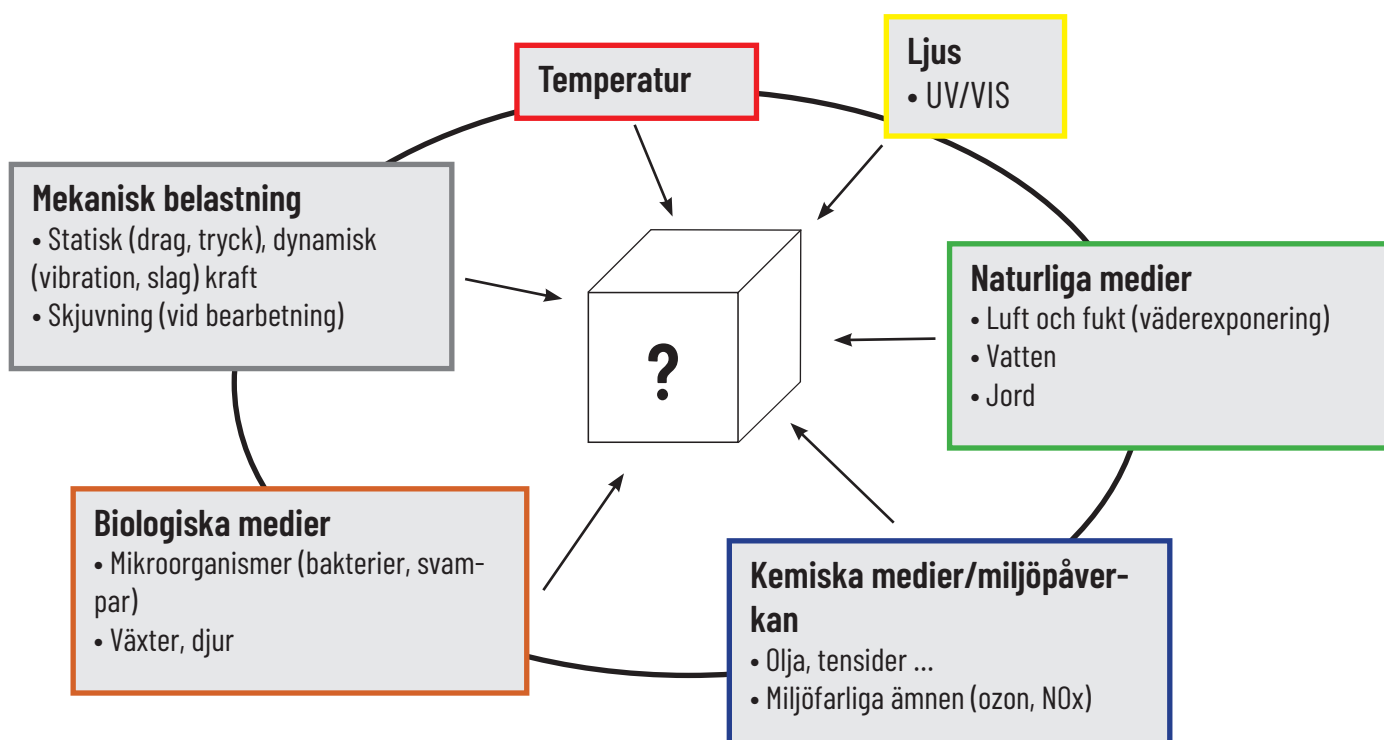 Temperatur
Ljus
• UV/VIS
Mekanisk belastning
• Statisk (drag, tryck), dynamisk
(vibration, slag) kraft
• Skjuvning (vid bearbetning)
Naturliga medier
• Luft och fukt (väderexponering)
• Vatten
• Jord
?
Biologiska medier
• Mikroorganismer (bakterier, svam-
par)
• Växter, djur
Kemiska medier/miljöpåver-
kan
• Olja, tensider ...
• Miljöfarliga ämnen (ozon, NOx)